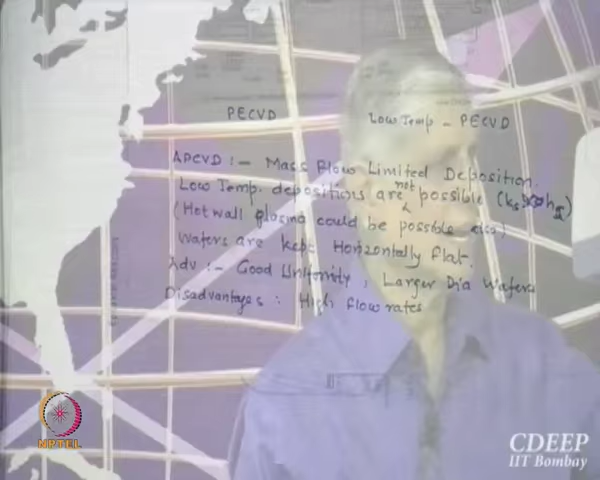 PECVD Low Temp - PECVD
APCVD :- Mass Flow Limited Deposition.
Low Temp. depositions are not possible (ks >> hg)
(Hot wall plasma could be possible also)
Wafers are kept Horizontally flat.
Adv :- Good Uniformity, Larger Dia Wafers
Disadvantages : High flow rates
NPTEL
CDEEP
IIT Bombay